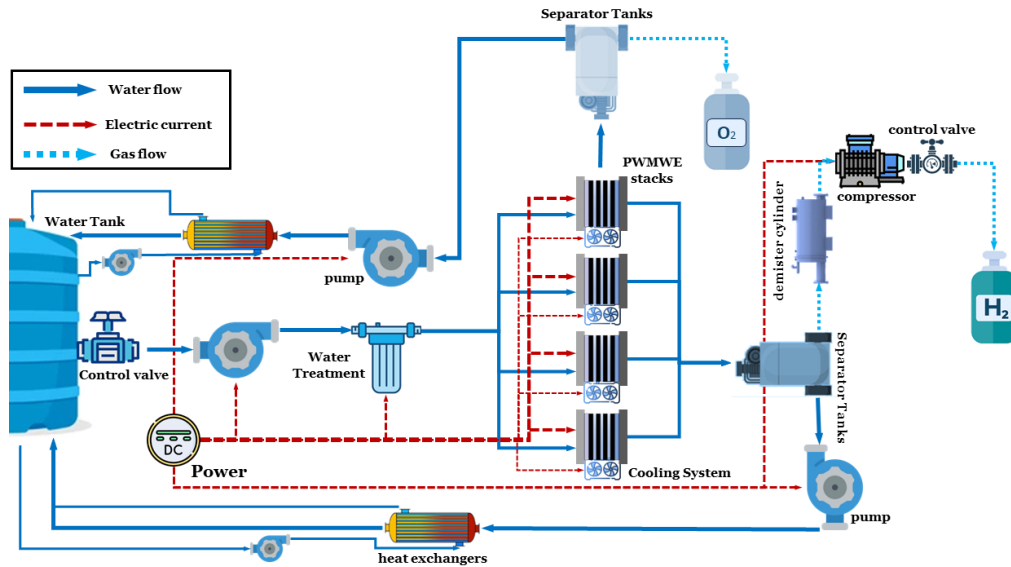 Separator Tanks
Water flow
Electric current
Gas flow
O2
control valve
PWMWE
stacks
compressor
Water Tank
demister cylinder
pump
H2
Control valve
Water
Treatment
Separator Tanks
DC
Power
Cooling System
pump
heat exchangers